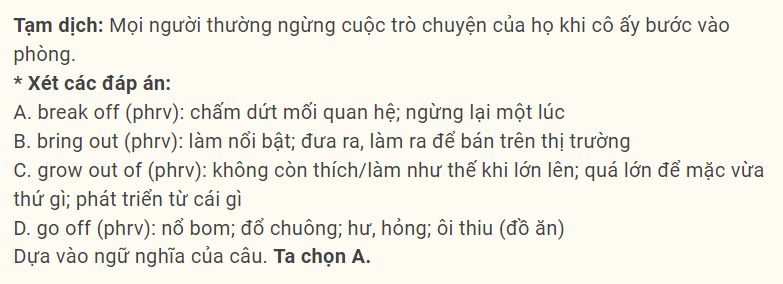 Tạm dịch: Mọi người thường ngừng cuộc trò chuyện của họ khi cô ấy bước vào
phòng.
* Xét các đáp án:
A. break off (phrv): chấm dứt mối quan hệ; ngừng lại một lúc
B. bring out (phrv): làm nổi bật; đưa ra, làm ra để bán trên thị trường
C. grow out of (phrv): không còn thích/làm như thế khi lớn lên; quá lớn để mặc vừa
thứ gì; phát triển từ cái gì
D. go off (phrv): nổ bom; đổ chuông; hư, hỏng; ôi thiu (đồ ăn)
Dựa vào ngữ nghĩa của câu. Ta chọn A.